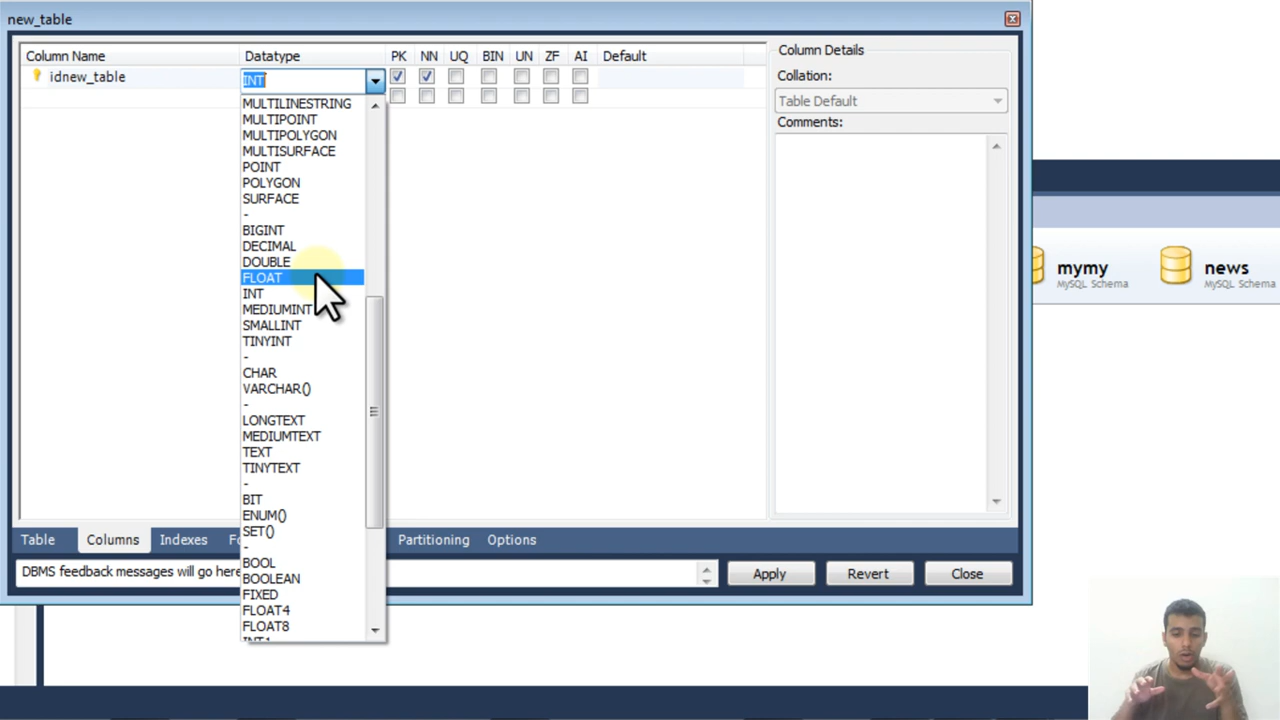 new_table
Column Name Datatype PK NN UQ BIN UN ZF AI Default
idnew_table INT
MULTILINESTRING
MULTIPOINT
MULTIPOLYGON
MULTISURFACE
POINT
POLYGON
SURFACE
-
BIGINT
DECIMAL
DOUBLE
FLOAT
INT
MEDIUMINT
SMALLINT
TINYINT
-
CHAR
VARCHAR()
-
LONGTEXT
MEDIUMTEXT
TEXT
TINYTEXT
-
BIT
ENUM()
SET()
-
BOOL
BOOLEAN
FIXED
FLOAT4
FLOAT8
INT1
Column Details
Collation:
Table Default
Comments:
mymy
MySQL Schema
news
MySQL Schema
Table Columns Indexes Fo Partitioning Options
DBMS feedback messages will go here
Apply Revert Close